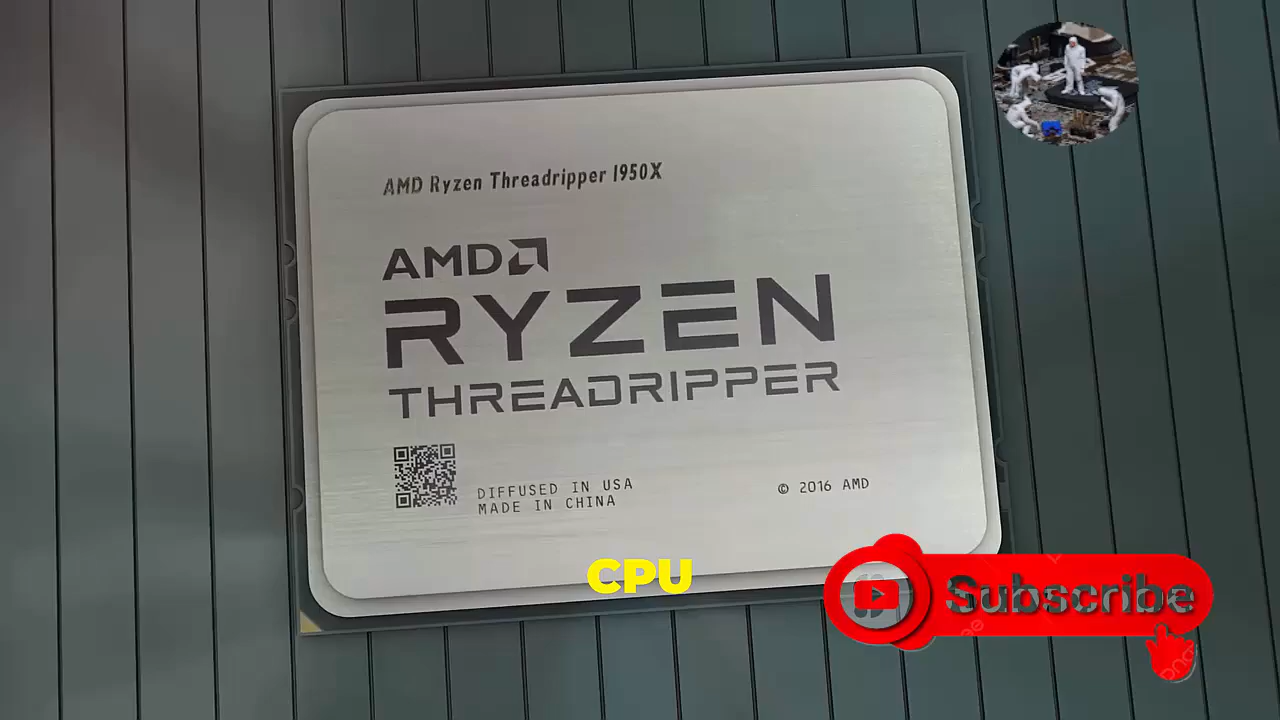 AMD Ryzen Threadripper 1950X
AMD
RYZEN
THREADRIPPER
DIFFUSED IN USA
MADE IN CHINA
© 2016 AMD
CPU
Subscribe